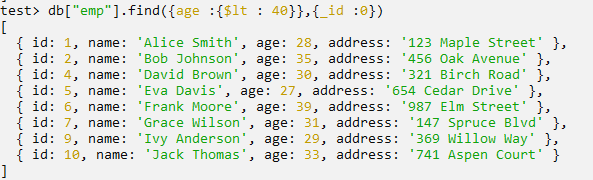 test> db["emp"].find({age :{$lt : 40}},{_id :0})
[
  { id: 1, name: 'Alice Smith', age: 28, address: '123 Maple Street' },
  { id: 2, name: 'Bob Johnson', age: 35, address: '456 Oak Avenue' },
  { id: 4, name: 'David Brown', age: 30, address: '321 Birch Road' },
  { id: 5, name: 'Eva Davis', age: 27, address: '654 Cedar Drive' },
  { id: 6, name: 'Frank Moore', age: 39, address: '987 Elm Street' },
  { id: 7, name: 'Grace Wilson', age: 31, address: '147 Spruce Blvd' },
  { id: 9, name: 'Ivy Anderson', age: 29, address: '369 Willow Way' },
  { id: 10, name: 'Jack Thomas', age: 33, address: '741 Aspen Court' }
]